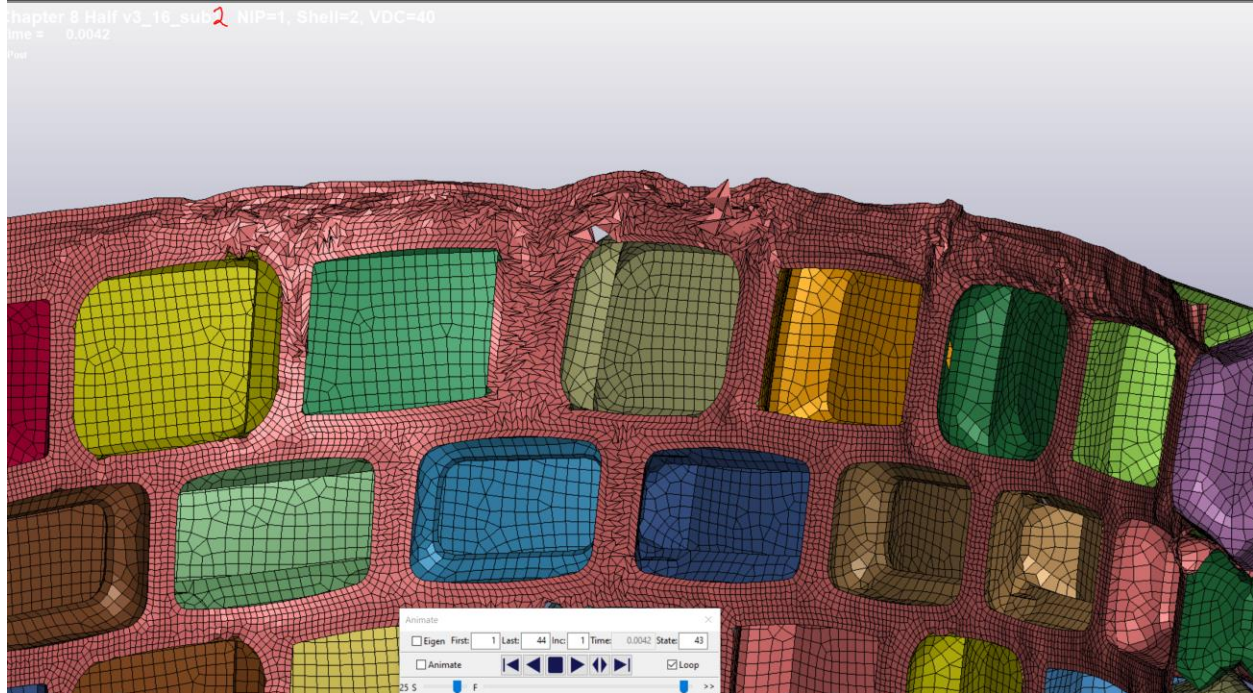 hapter 8 Half v3_16_sub2, NIP=1, Shell=2, VDC=40
ime = 0.0042
Post
Animate
Eigen First: 1 Last: 44 Inc: 1 Time: 0.0042 State: 43
Animate Loop
25 S F >>